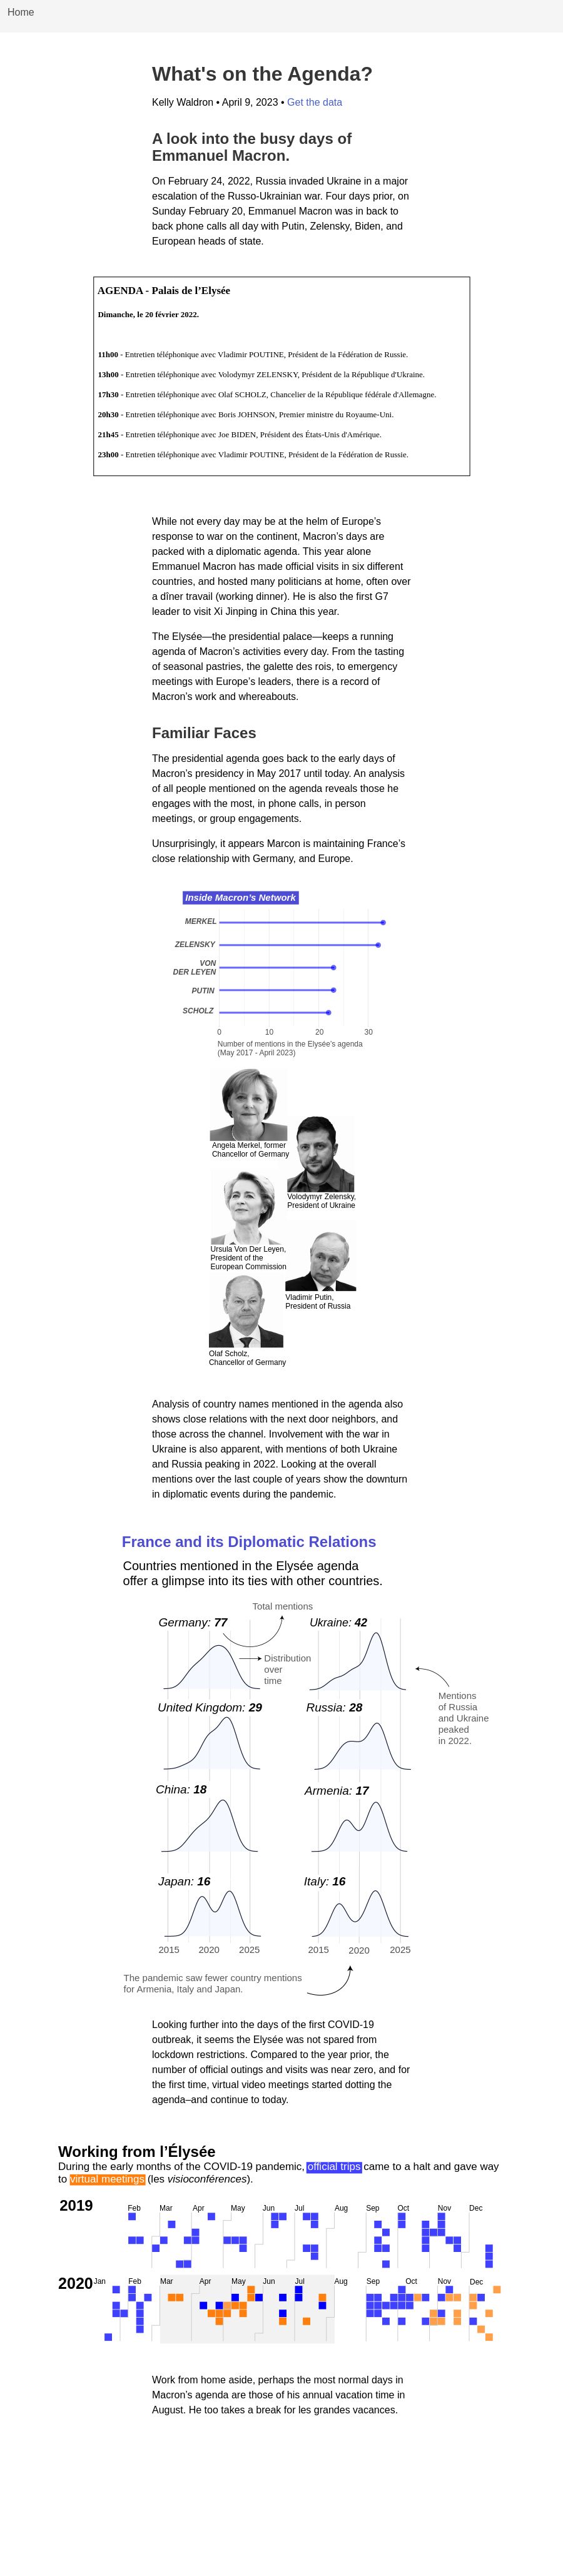 Home
What's on the Agenda?
Kelly Waldron • April 9, 2023 • Get the data
A look into the busy days of
Emmanuel Macron.
On February 24, 2022, Russia invaded Ukraine in a major
escalation of the Russo-Ukrainian war. Four days prior, on
Sunday February 20, Emmanuel Macron was in back to
back phone calls all day with Putin, Zelensky, Biden, and
European heads of state.
AGENDA - Palais de l’Elysée
Dimanche, le 20 février 2022.
11h00 - Entretien téléphonique avec Vladimir POUTINE, Président de la Fédération de Russie.
13h00 - Entretien téléphonique avec Volodymyr ZELENSKY, Président de la République d'Ukraine.
17h30 - Entretien téléphonique avec Olaf SCHOLZ, Chancelier de la République fédérale d'Allemagne.
20h30 - Entretien téléphonique avec Boris JOHNSON, Premier ministre du Royaume-Uni.
21h45 - Entretien téléphonique avec Joe BIDEN, Président des États-Unis d'Amérique.
23h00 - Entretien téléphonique avec Vladimir POUTINE, Président de la Fédération de Russie.
While not every day may be at the helm of Europe’s
response to war on the continent, Macron’s days are
packed with a diplomatic agenda. This year alone
Emmanuel Macron has made official visits in six different
countries, and hosted many politicians at home, often over
a dîner travail (working dinner). He is also the first G7
leader to visit Xi Jinping in China this year.
The Elysée—the presidential palace—keeps a running
agenda of Macron’s activities every day. From the tasting
of seasonal pastries, the galette des rois, to emergency
meetings with Europe’s leaders, there is a record of
Macron’s work and whereabouts.
Familiar Faces
The presidential agenda goes back to the early days of
Macron’s presidency in May 2017 until today. An analysis
of all people mentioned on the agenda reveals those he
engages with the most, in phone calls, in person
meetings, or group engagements.
Unsurprisingly, it appears Marcon is maintaining France’s
close relationship with Germany, and Europe.
Inside Macron’s Network
MERKEL
ZELENSKY
VON
DER LEYEN
PUTIN
SCHOLZ
0 10 20 30
Number of mentions in the Elysée's agenda
(May 2017 - April 2023)
Angela Merkel, former
Chancellor of Germany
Volodymyr Zelensky,
President of Ukraine
Ursula Von Der Leyen,
President of the
European Commission
Vladimir Putin,
President of Russia
Olaf Scholz,
Chancellor of Germany
Analysis of country names mentioned in the agenda also
shows close relations with the next door neighbors, and
those across the channel. Involvement with the war in
Ukraine is also apparent, with mentions of both Ukraine
and Russia peaking in 2022. Looking at the overall
mentions over the last couple of years show the downturn
in diplomatic events during the pandemic.
France and its Diplomatic Relations
Countries mentioned in the Elysée agenda
offer a glimpse into its ties with other countries.
Total mentions
Germany: 77
Ukraine: 42
Distribution
over
time
Mentions
of Russia
and Ukraine
peaked
in 2022.
United Kingdom: 29
Russia: 28
China: 18
Armenia: 17
Japan: 16
Italy: 16
2015 2020 2025
2015 2020 2025
The pandemic saw fewer country mentions
for Armenia, Italy and Japan.
Looking further into the days of the first COVID-19
outbreak, it seems the Elysée was not spared from
lockdown restrictions. Compared to the year prior, the
number of official outings and visits was near zero, and for
the first time, virtual video meetings started dotting the
agenda–and continue to today.
Working from l’Élysée
During the early months of the COVID-19 pandemic, official trips came to a halt and gave way
to virtual meetings (les visioconférences).
2019
Feb Mar Apr May Jun Jul Aug Sep Oct Nov Dec
2020
Jan Feb Mar Apr May Jun Jul Aug Sep Oct Nov Dec
Work from home aside, perhaps the most normal days in
Macron’s agenda are those of his annual vacation time in
August. He too takes a break for les grandes vacances.